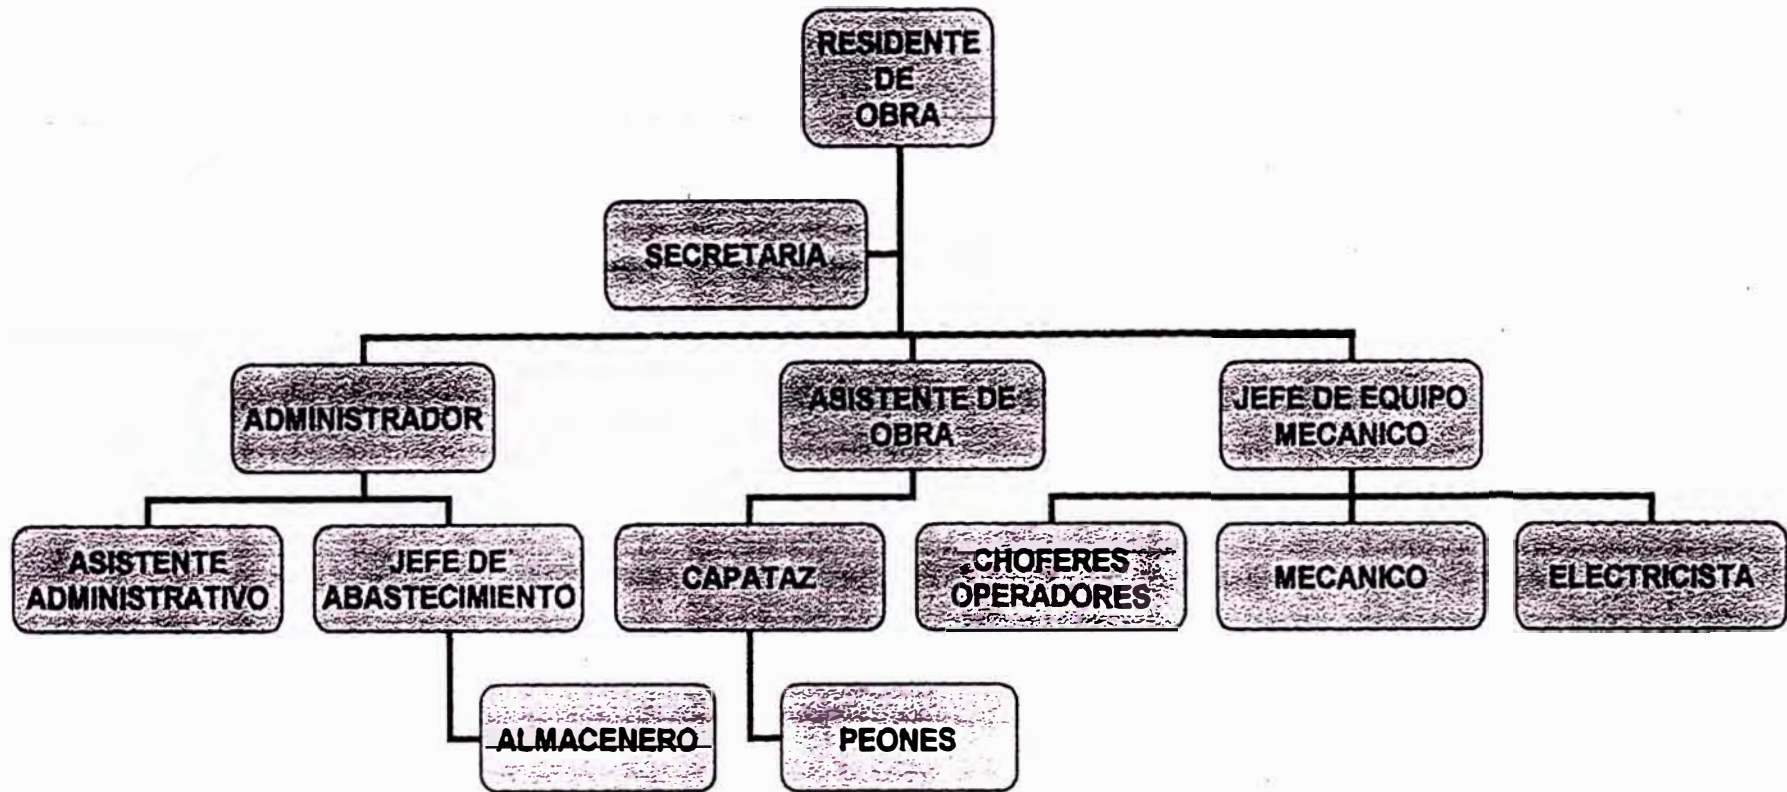 RESIDENTE
DE
OBRA
SECRETARIA
ADMINISTRADOR
ASISTENTE DE
OBRA
JEFE DE EQUIPO
MECANICO
ASISTENTE
ADMINISTRATIVO
JEFE DE
ABASTECIMIENTO
CAPATAZ
CHOFERES
OPERADORES
MECANICO
ELECTRICISTA
ALMACENERO
PEONES